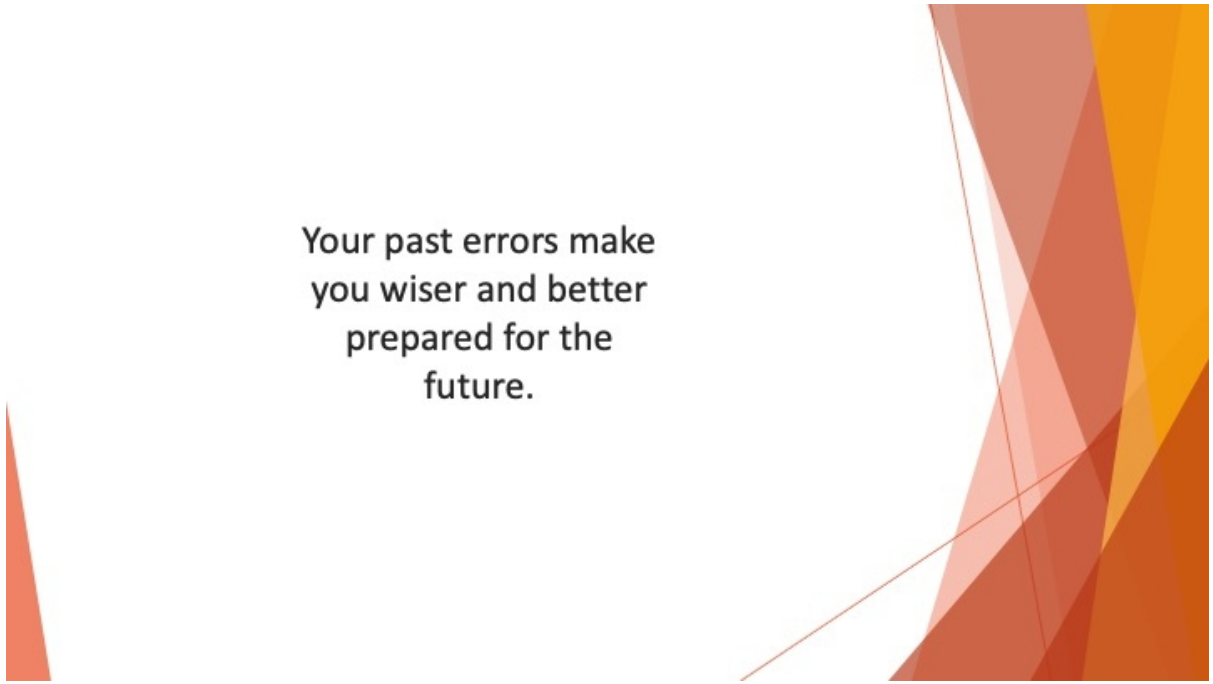 Your past errors make
you wiser and better
prepared for the
future.